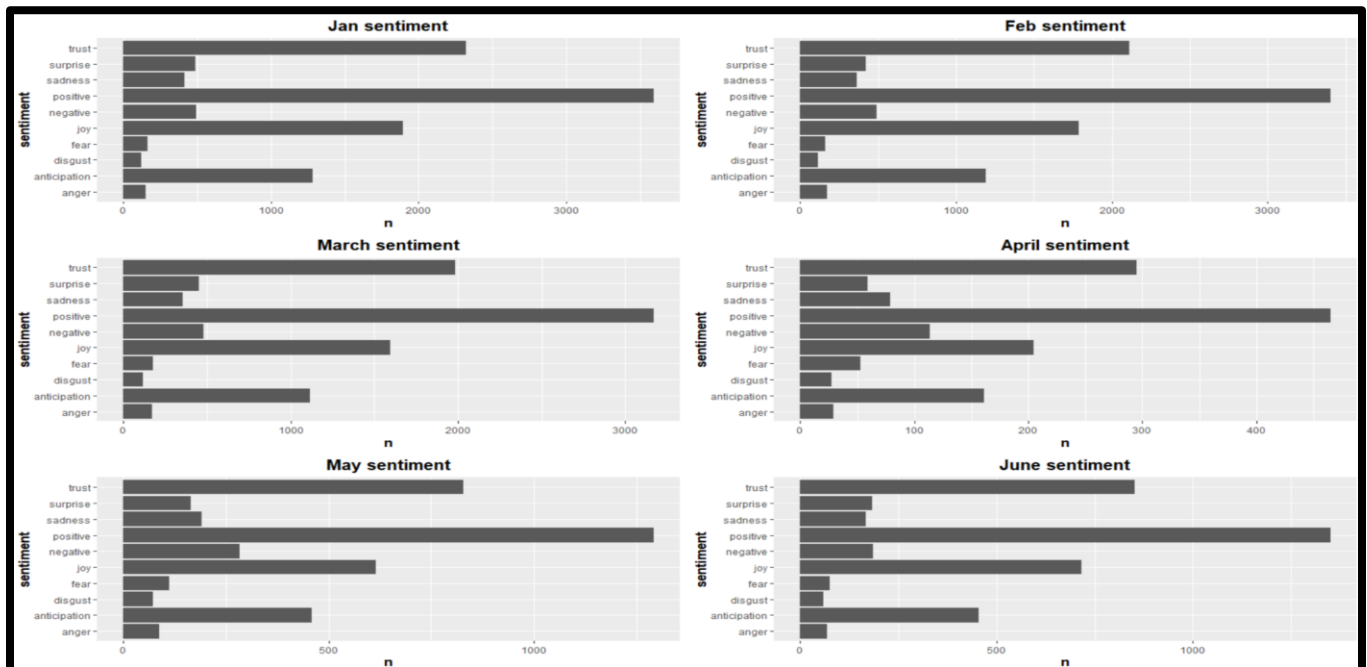 Jan sentiment
sentiment
trust
surprise
sadness
positive
negative
joy
fear
disgust
anticipation
anger
0 1000 2000 3000
n
Feb sentiment
sentiment
trust
surprise
sadness
positive
negative
joy
fear
disgust
anticipation
anger
0 1000 2000 3000
n
March sentiment
sentiment
trust
surprise
sadness
positive
negative
joy
fear
disgust
anticipation
anger
0 1000 2000 3000
n
April sentiment
sentiment
trust
surprise
sadness
positive
negative
joy
fear
disgust
anticipation
anger
0 100 200 300 400
n
May sentiment
sentiment
trust
surprise
sadness
positive
negative
joy
fear
disgust
anticipation
anger
0 500 1000
n
June sentiment
sentiment
trust
surprise
sadness
positive
negative
joy
fear
disgust
anticipation
anger
0 500 1000
n